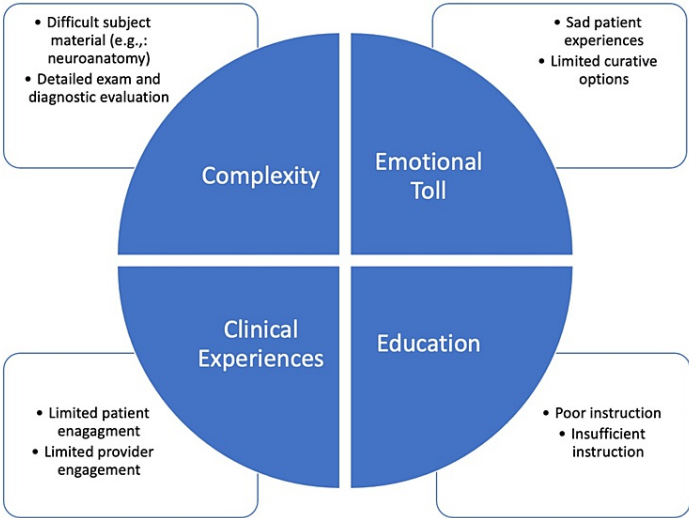 • Difficult subject
material (e.g.,:
neuroanatomy)
• Detailed exam and
diagnostic evaluation
• Sad patient
experiences
• Limited curative
options
Complexity
Emotional
Toll
Clinical
Experiences
Education
• Limited patient
enagagment
• Limited provider
engagement
• Poor instruction
• Insufficient
instruction